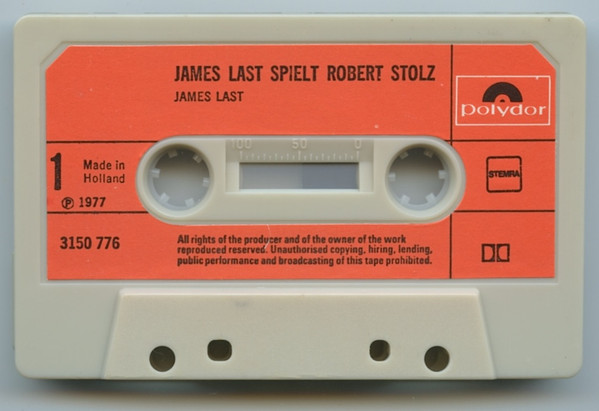 JAMES LAST SPIELT ROBERT STOLZ
JAMES LAST
polydor
1
Made in
Holland
℗ 1977
100 50 0
STEMRA
3150 776
All rights of the producer and of the owner of the work
reproduced reserved. Unauthorised copying, hiring, lending,
public performance and broadcasting of this tape prohibited.